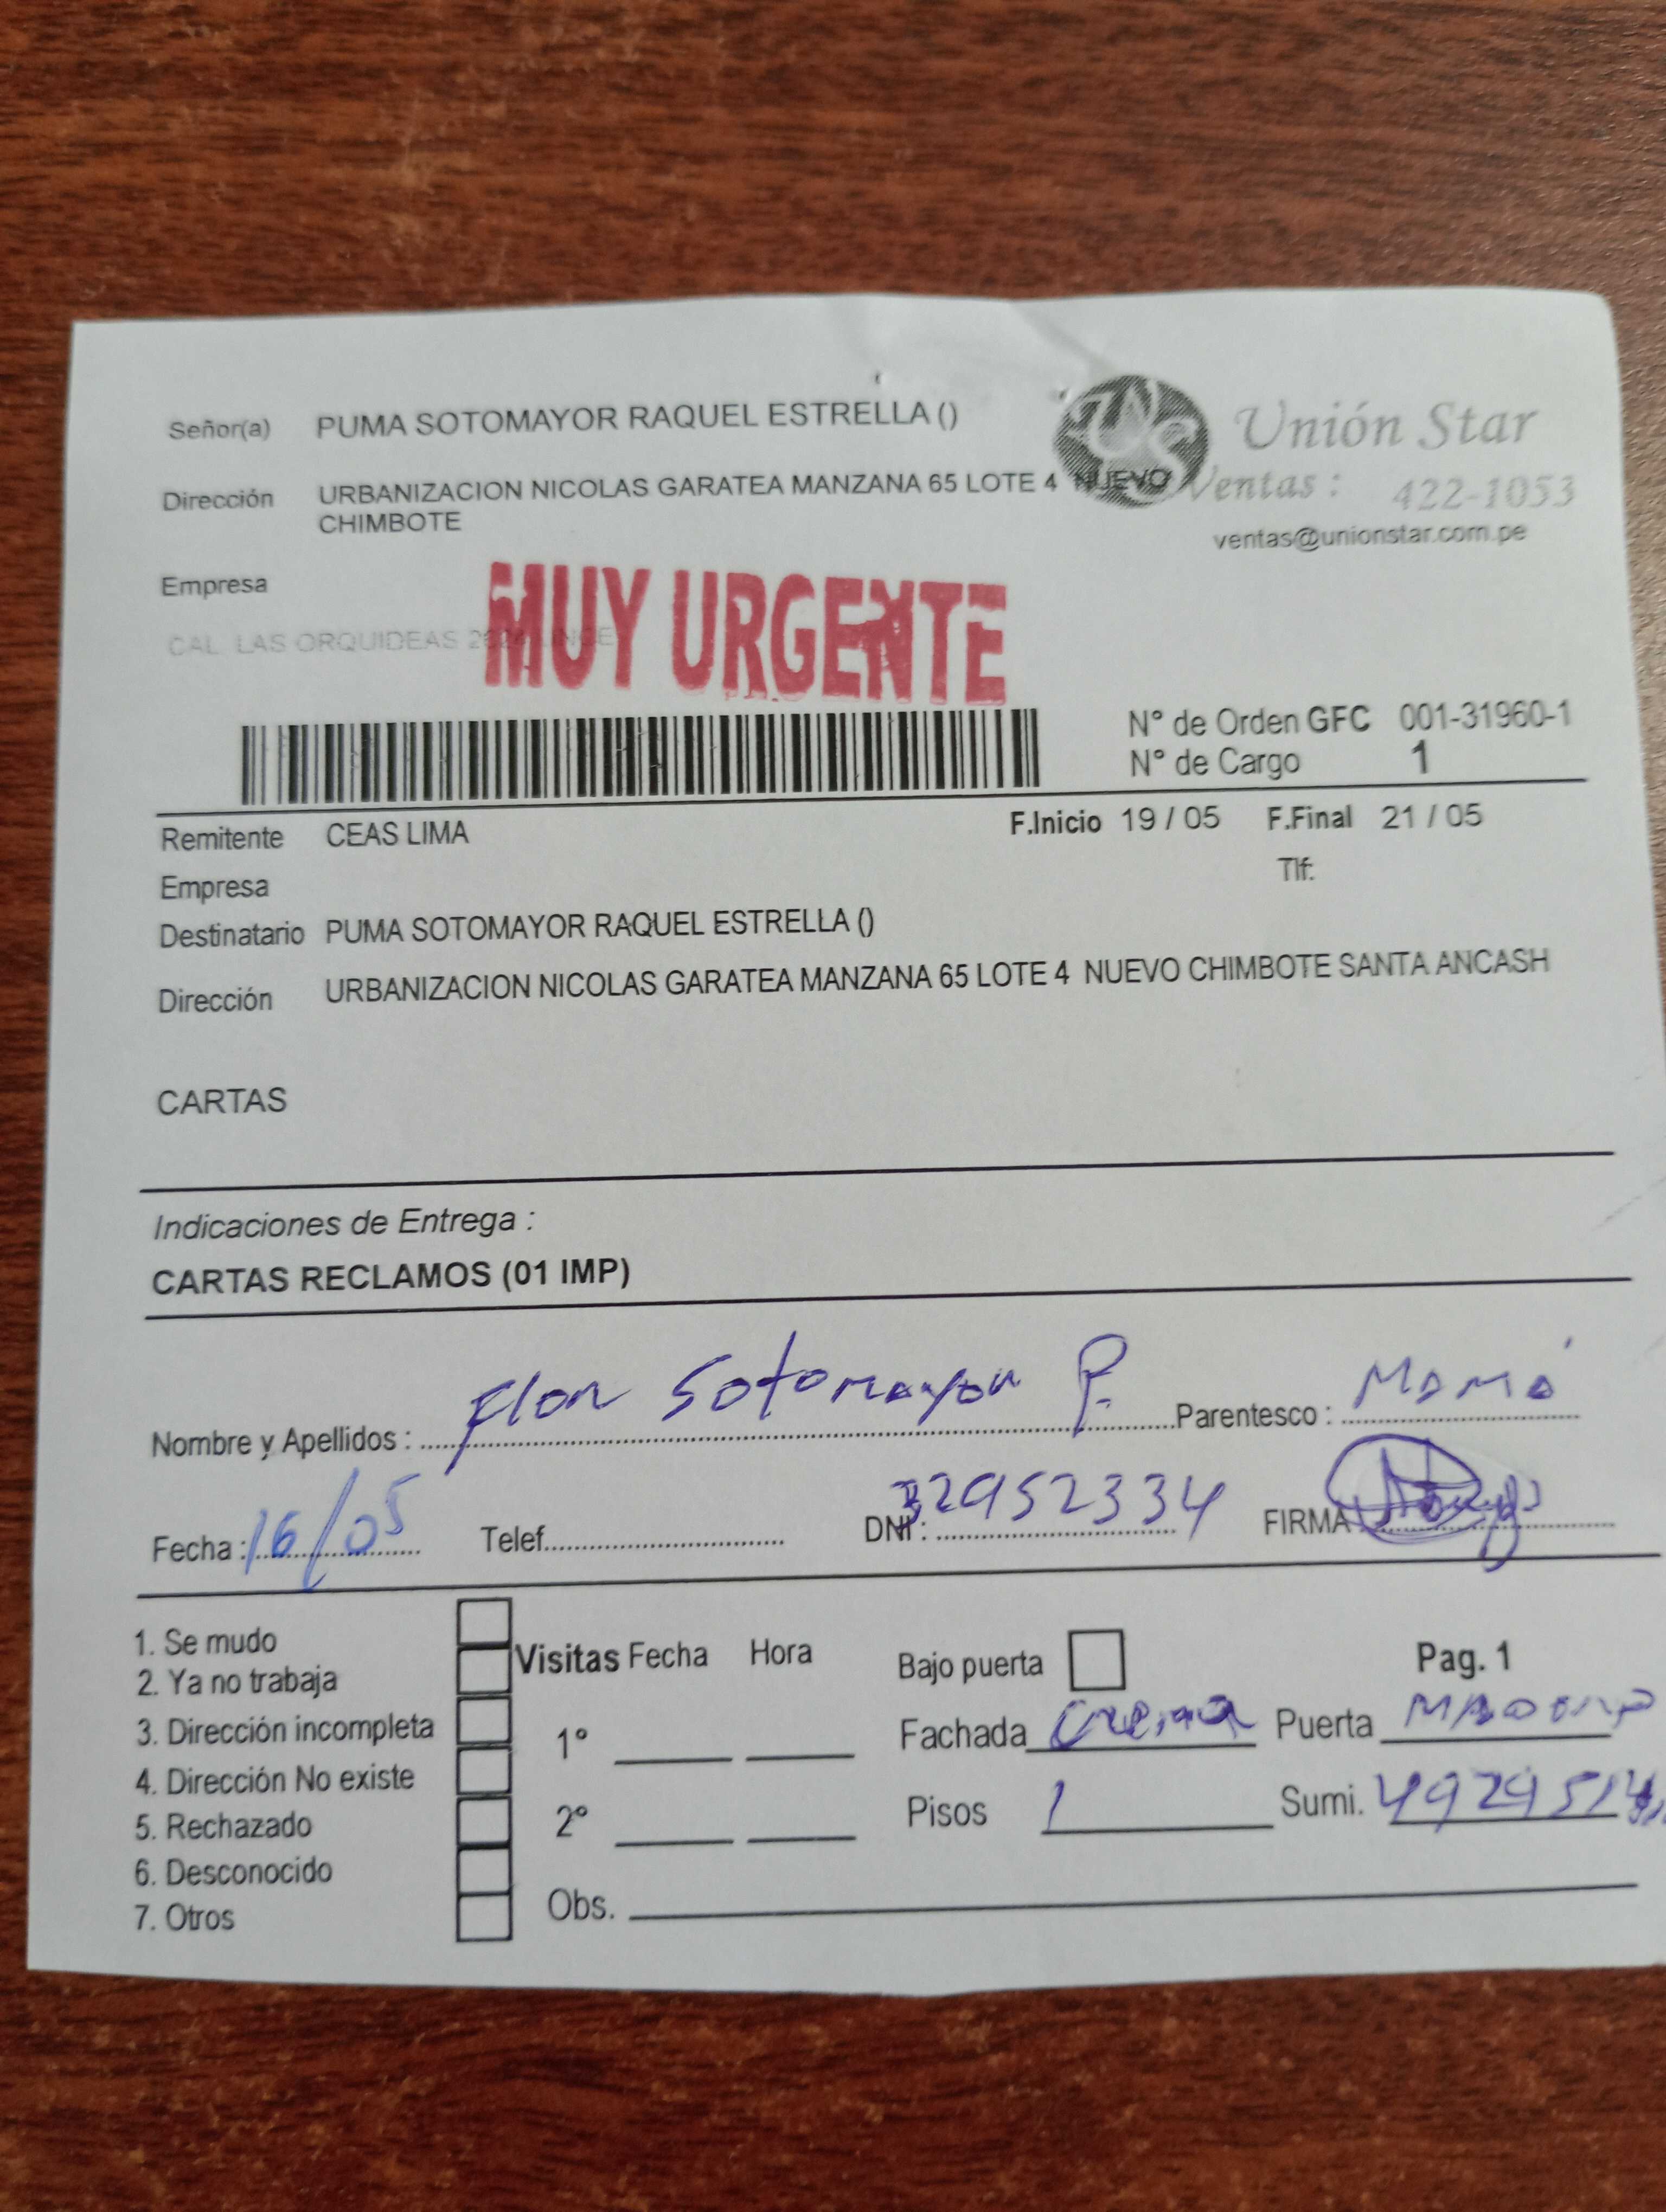 Señor(a) PUMA SOTOMAYOR RAQUEL ESTRELLA ()
Unión Star
Dirección URBANIZACION NICOLAS GARATEA MANZANA 65 LOTE 4 NUEVO
CHIMBOTE
Ventas : 422-1053
ventas@unionstar.com.pe
Empresa
MUY URGENTE
CAL. LAS ORQUIDEAS
N° de Orden GFC 001-31960-1
N° de Cargo 1
Remitente CEAS LIMA F.Inicio 19 / 05 F.Final 21 / 05
Empresa Tlf:
Destinatario PUMA SOTOMAYOR RAQUEL ESTRELLA ()
Dirección URBANIZACION NICOLAS GARATEA MANZANA 65 LOTE 4 NUEVO CHIMBOTE SANTA ANCASH
CARTAS
Indicaciones de Entrega :
CARTAS RECLAMOS (01 IMP)
Nombre y Apellidos : Flor Sotomayor P. Parentesco : Mamá
Fecha : 16/05 Telef. DNI : 32952334 FIRMA
1. Se mudo
2. Ya no trabaja
3. Dirección incompleta
4. Dirección No existe
5. Rechazado
6. Desconocido
7. Otros
Visitas Fecha Hora
1°
2°
Obs.
Bajo puerta Pag. 1
Fachada Crema Puerta
Pisos 1 Sumi.